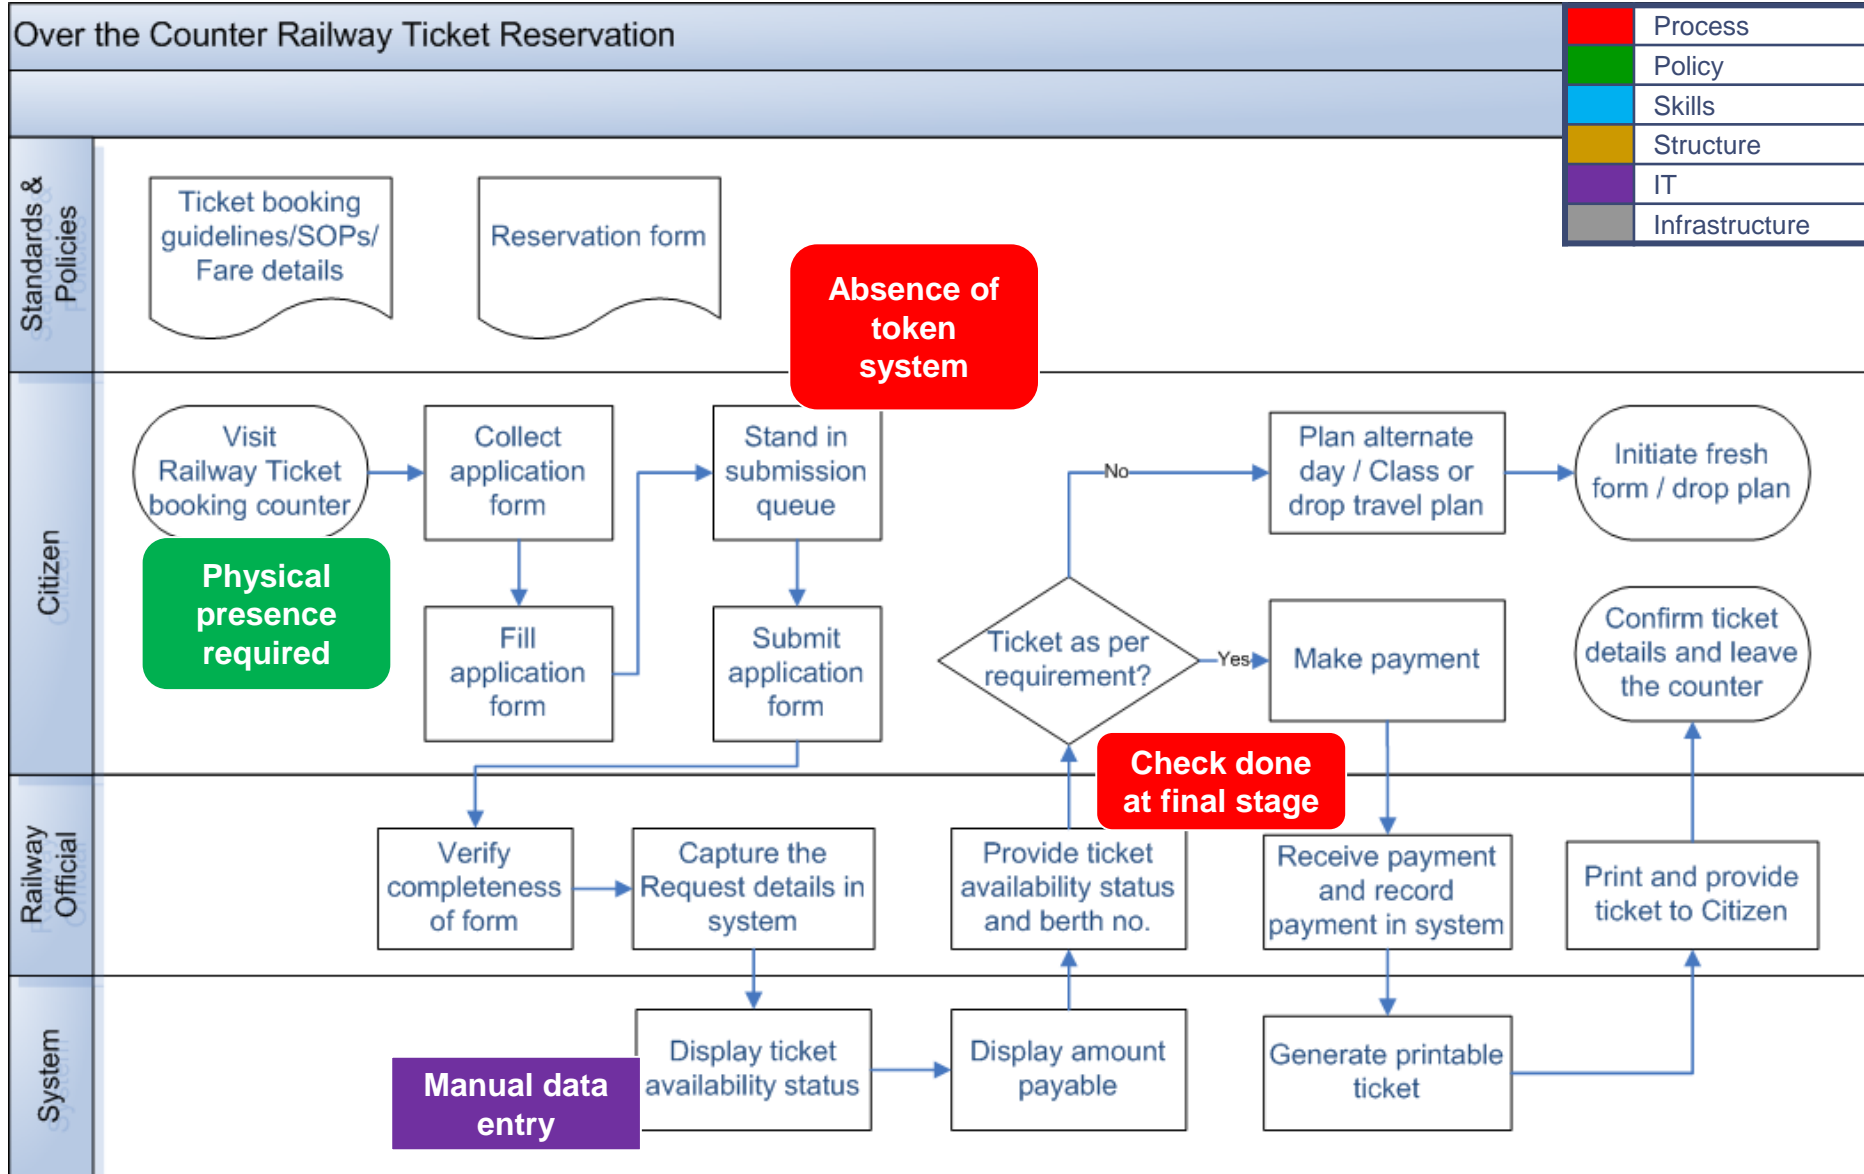 Over the Counter Railway Ticket Reservation
Process
Policy
Skills
Structure
IT
Infrastructure
Standards &
Policies
Ticket booking
guidelines/SOPs/
Fare details
Reservation form
Absence of
token
system
Citizen
Visit
Railway Ticket
booking counter
Physical
presence
required
Collect
application
form
Fill
application
form
Stand in
submission
queue
Submit
application
form
Ticket as per
requirement?
No
Yes
Plan alternate
day / Class or
drop travel plan
Initiate fresh
form / drop plan
Make payment
Confirm ticket
details and leave
the counter
Check done
at final stage
Railway
Official
Verify
completeness
of form
Capture the
Request details in
system
Provide ticket
availability status
and berth no.
Receive payment
and record
payment in system
Print and provide
ticket to Citizen
System
Manual data
entry
Display ticket
availability status
Display amount
payable
Generate printable
ticket